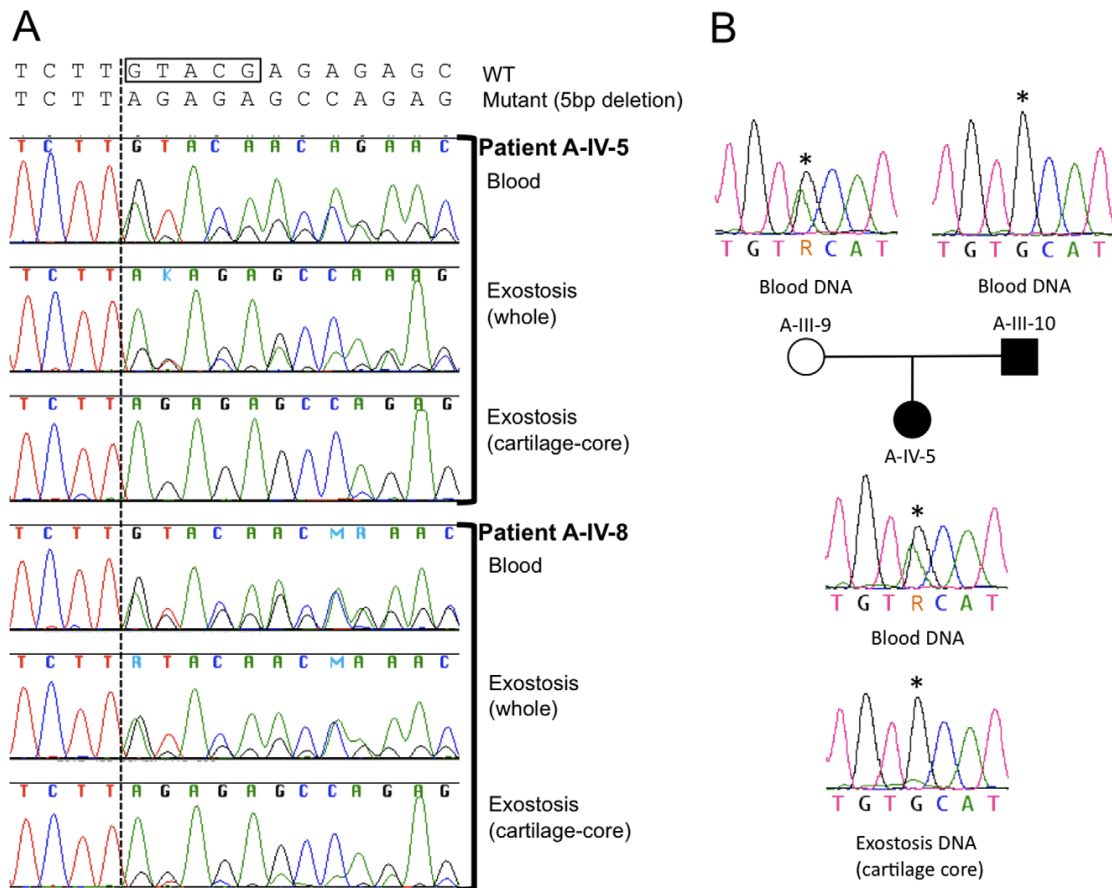 A
T C T T G T A C G A G A G A G C WT
T C T T A G A G A G C C A G A G Mutant (5bp deletion)
T C T T G T A C A A C A G A A C Patient A-IV-5
Blood
T C T T A K A G A G C C A A A G
Exostosis
(whole)
T C T T A G A G A G C C A G A G
Exostosis
(cartilage-core)
T C T T G T A C A A C M R A A C Patient A-IV-8
Blood
T C T T R T A C A A C M A A A C
Exostosis
(whole)
T C T T A G A G A G C C A G A G
Exostosis
(cartilage-core)
B
* *
T G T R C A T T G T G C A T
Blood DNA Blood DNA
A-III-9 A-III-10
A-IV-5
*
T G T R C A T
Blood DNA
*
T G T G C A T
Exostosis DNA
(cartilage core)